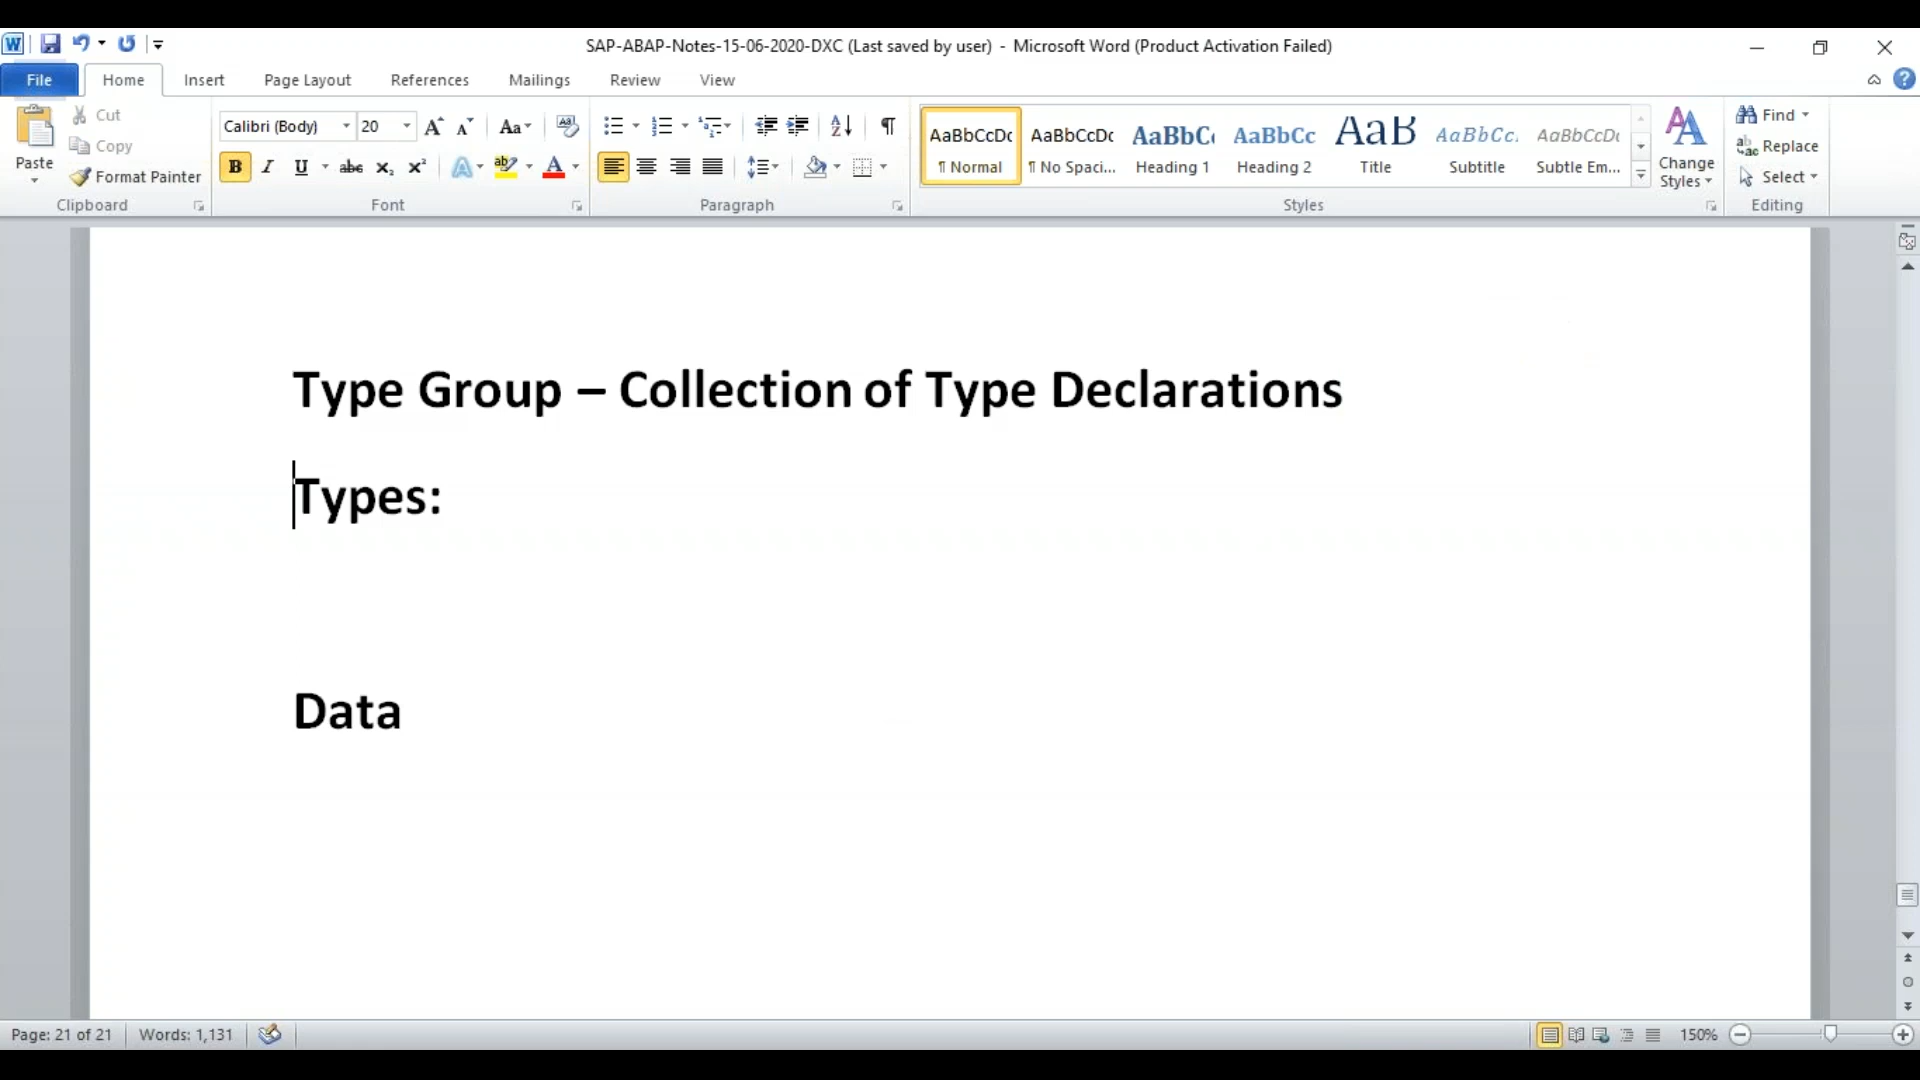 SAP-ABAP-Notes-15-06-2020-DXC (Last saved by user) - Microsoft Word (Product Activation Failed)
File Home Insert Page Layout References Mailings Review View
Paste
Cut
Copy
Format Painter
Clipboard
Calibri (Body) 20
Font
Paragraph
AaBbCcDc AaBbCcDc AaBbC AaBbCc AaB AaBbCc. AaBbCcDc
¶ Normal ¶ No Spaci... Heading 1 Heading 2 Title Subtitle Subtle Em...
Change Styles
Styles
Find
Replace
Select
Editing
Type Group – Collection of Type Declarations
Types:
Data
Page: 21 of 21 Words: 1,131 150%